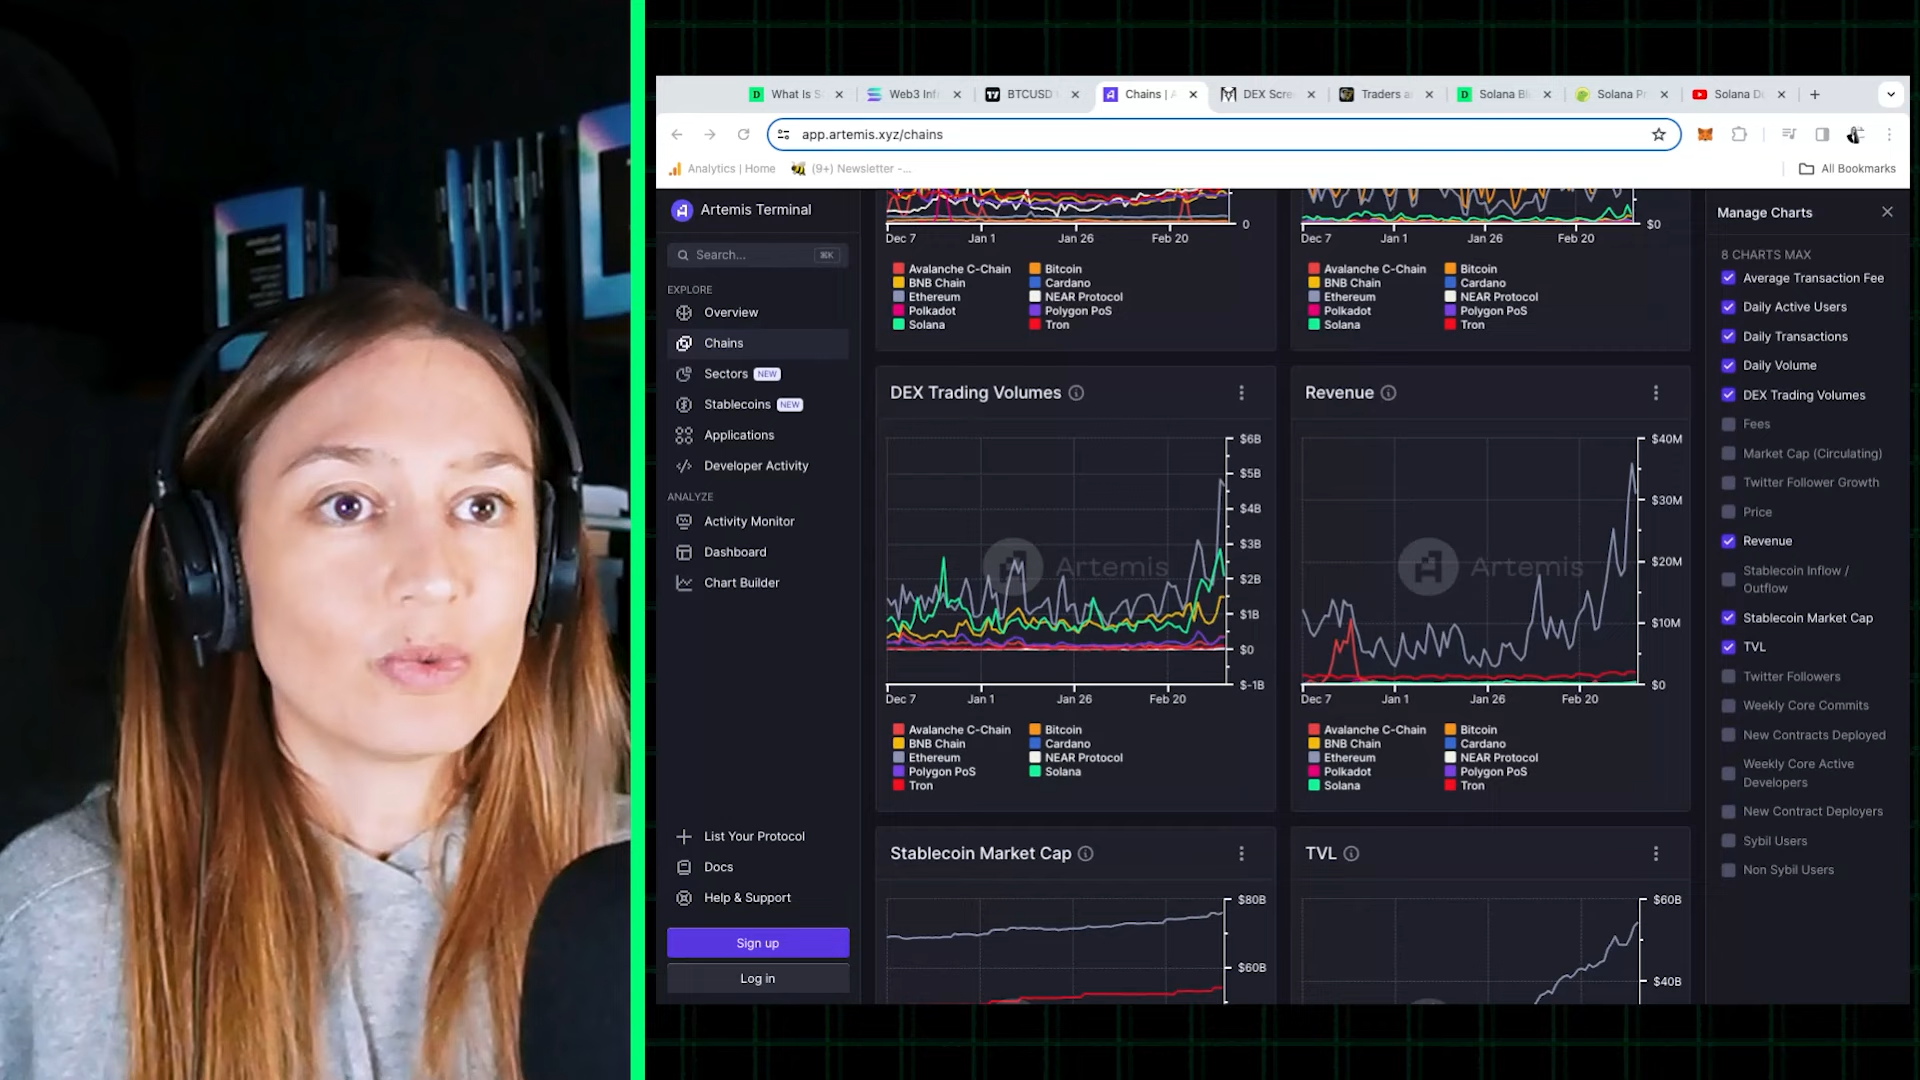 What Is S
Web3 Inf
BTCUSD
Chains | A
DEX Scre
Traders a
Solana Bl
Solana P
Solana D
app.artemis.xyz/chains
Analytics | Home
(9+) Newsletter -...
All Bookmarks
Artemis Terminal
Search...
⌘K
EXPLORE
Overview
Chains
Sectors NEW
Stablecoins NEW
Applications
Developer Activity
ANALYZE
Activity Monitor
Dashboard
Chart Builder
List Your Protocol
Docs
Help & Support
Sign up
Log in
0
Dec 7 Jan 1 Jan 26 Feb 20
Avalanche C-Chain Bitcoin
BNB Chain Cardano
Ethereum NEAR Protocol
Polkadot Polygon PoS
Solana Tron
$0
Dec 7 Jan 1 Jan 26 Feb 20
Avalanche C-Chain Bitcoin
BNB Chain Cardano
Ethereum NEAR Protocol
Polkadot Polygon PoS
Solana Tron
DEX Trading Volumes
$6B
$5B
$4B
$3B
Artemis
$2B
$1B
$0
$-1B
Dec 7 Jan 1 Jan 26 Feb 20
Avalanche C-Chain Bitcoin
BNB Chain Cardano
Ethereum NEAR Protocol
Polygon PoS Solana
Tron
Revenue
$40M
$30M
Artemis
$20M
$10M
$0
Dec 7 Jan 1 Jan 26 Feb 20
Avalanche C-Chain Bitcoin
BNB Chain Cardano
Ethereum NEAR Protocol
Polkadot Polygon PoS
Solana Tron
Stablecoin Market Cap
$80B
$60B
TVL
$60B
$40B
Manage Charts
8 CHARTS MAX
Average Transaction Fee
Daily Active Users
Daily Transactions
Daily Volume
DEX Trading Volumes
Fees
Market Cap (Circulating)
Twitter Follower Growth
Price
Revenue
Stablecoin Inflow /
Outflow
Stablecoin Market Cap
TVL
Twitter Followers
Weekly Core Commits
New Contracts Deployed
Weekly Core Active
Developers
New Contract Deployers
Sybil Users
Non Sybil Users